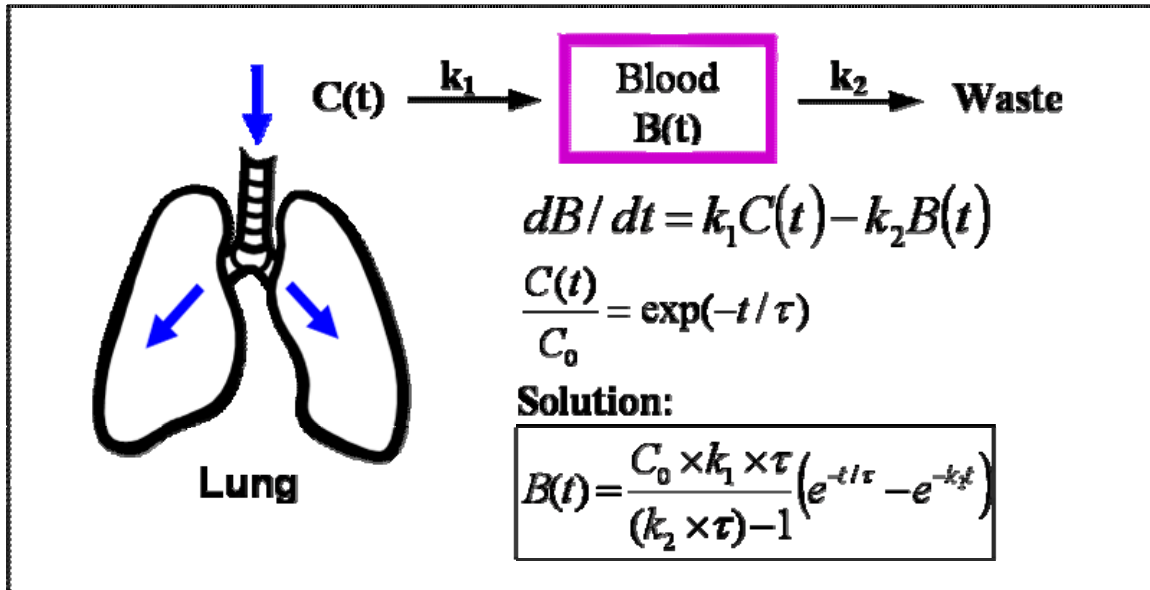 C(t) k₁ Blood B(t) k₂ Waste
dB/dt = k₁C(t) − k₂B(t)
C(t)/C₀ = exp(−t/τ)
Solution:
B(t) = C₀ × k₁ × τ / (k₂ × τ) − 1 (e^−t/τ − e^−k₂t)
Lung